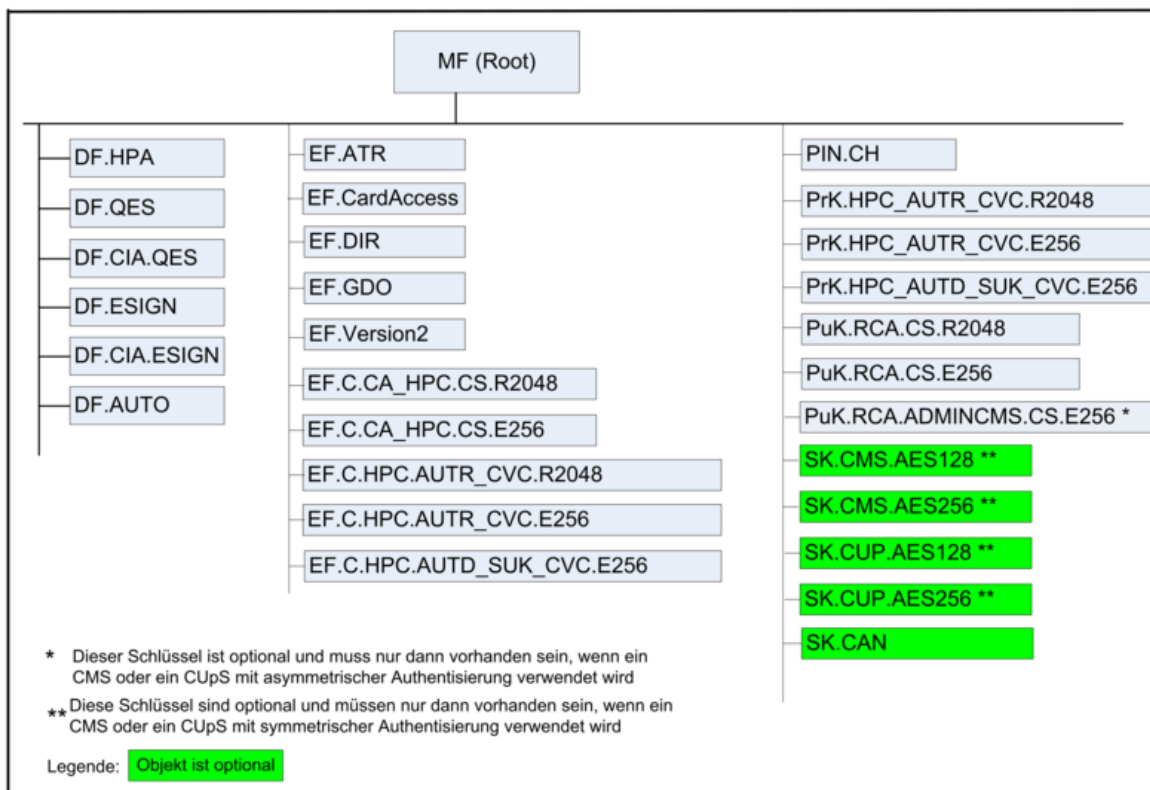 MF (Root)
DF.HPA
DF.QES
DF.CIA.QES
DF.ESIGN
DF.CIA.ESIGN
DF.AUTO
EF.ATR
EF.CardAccess
EF.DIR
EF.GDO
EF.Version2
EF.C.CA_HPC.CS.R2048
EF.C.CA_HPC.CS.E256
EF.C.HPC.AUTR_CVC.R2048
EF.C.HPC.AUTR_CVC.E256
EF.C.HPC.AUTD_SUK_CVC.E256
PIN.CH
PrK.HPC_AUTR_CVC.R2048
PrK.HPC_AUTR_CVC.E256
PrK.HPC_AUTD_SUK_CVC.E256
PuK.RCA.CS.R2048
PuK.RCA.CS.E256
PuK.RCA.ADMINCMS.CS.E256 *
SK.CMS.AES128 **
SK.CMS.AES256 **
SK.CUP.AES128 **
SK.CUP.AES256 **
SK.CAN
* Dieser Schlüssel ist optional und muss nur dann vorhanden sein, wenn ein
CMS oder ein CUpS mit asymmetrischer Authentisierung verwendet wird
** Diese Schlüssel sind optional und müssen nur dann vorhanden sein, wenn ein
CMS oder ein CUpS mit symmetrischer Authentisierung verwendet wird
Legende: Objekt ist optional